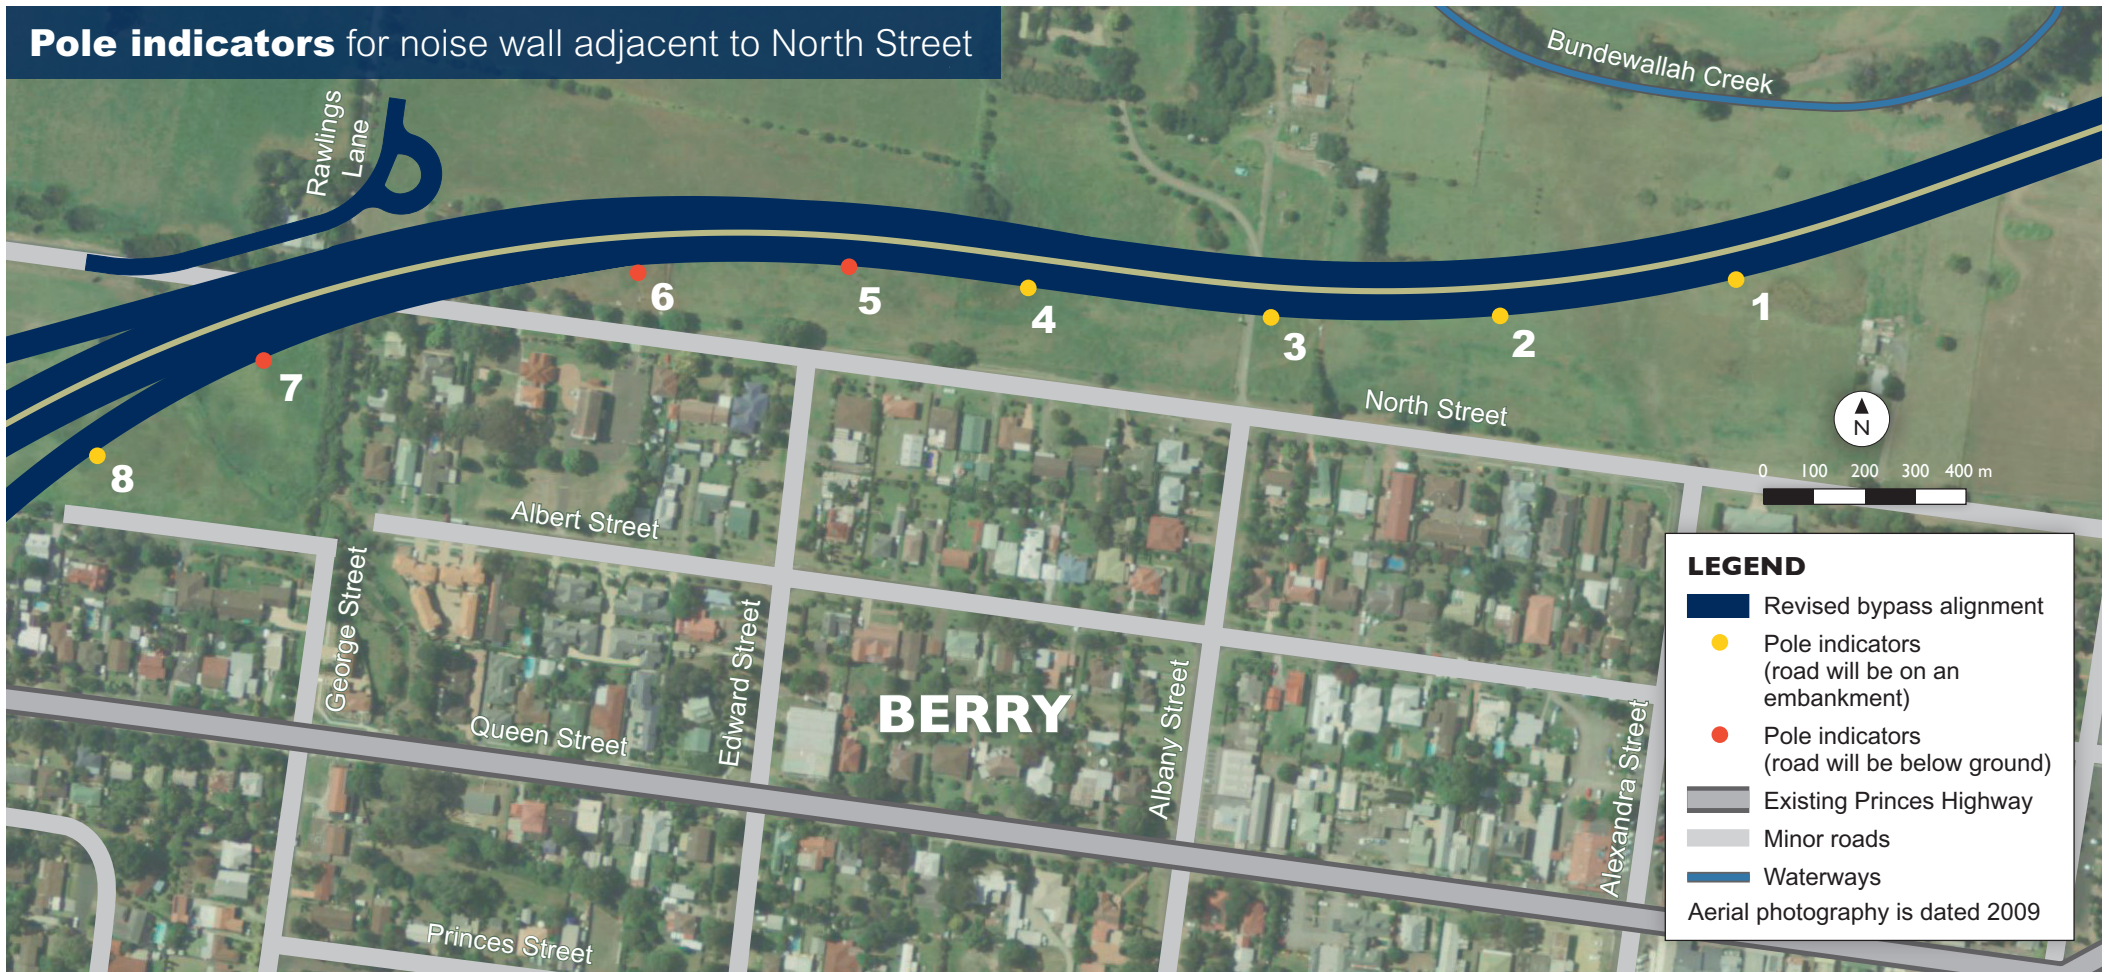 Pole indicators for noise wall adjacent to North Street
Bundewallah Creek
Rawlings
Lane
1
2
3
4
5
6
7
8
North Street
N
0 100 200 300 400 m
Albert Street
George Street
Edward Street
Queen Street
BERRY
Albany Street
Alexandra Street
Princes Street
LEGEND
Revised bypass alignment
Pole indicators
(road will be on an
embankment)
Pole indicators
(road will be below ground)
Existing Princes Highway
Minor roads
Waterways
Aerial photography is dated 2009